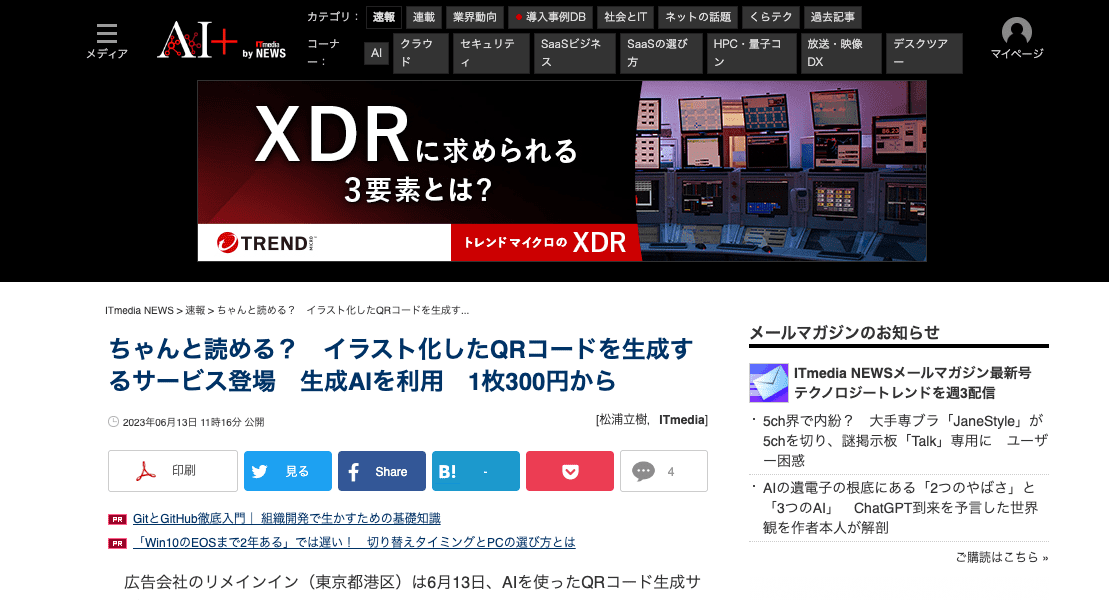 メディア
AI+
by ITmedia NEWS
カテゴリ：
速報
連載
業界動向
導入事例DB
社会とIT
ネットの話題
くらテク
過去記事
コーナー：
AI
クラウド
セキュリティ
SaaSビジネス
SaaSの選び方
HPC・量子コン
放送・映像DX
デスクツアー
マイページ
XDRに求められる
3要素とは?
TREND MICRO
トレンドマイクロの XDR
ITmedia NEWS > 速報 > ちゃんと読める？　イラスト化したQRコードを生成す...
ちゃんと読める？　イラスト化したQRコードを生成す
るサービス登場　生成AIを利用　1枚300円から
2023年06月13日 11時16分 公開
[松浦立樹，ITmedia]
印刷
見る
Share
B! -
4
PR GitとGitHub徹底入門｜ 組織開発で生かすための基礎知識
PR 「Win10のEOSまで2年ある」では遅い！　切り替えタイミングとPCの選び方とは
広告会社のリメインイン（東京都港区）は6月13日、AIを使ったQRコード生成サ
メールマガジンのお知らせ
ITmedia NEWSメールマガジン最新号
テクノロジートレンドを週3配信
・5ch界で内紛？　大手専ブラ「JaneStyle」が
5chを切り、謎掲示板「Talk」専用に　ユーザ
ー困惑
・AIの遺電子の根底にある「2つのやばさ」と
「3つのAI」　ChatGPT到来を予言した世界
観を作者本人が解剖
ご購読はこちら »